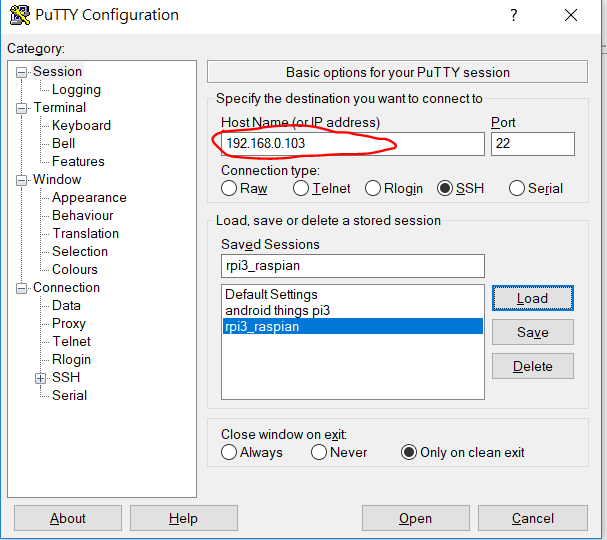 PuTTY Configuration
?
Category:
Session
Logging
Terminal
Keyboard
Bell
Features
Window
Appearance
Behaviour
Translation
Selection
Colours
Connection
Data
Proxy
Telnet
Rlogin
SSH
Serial
Basic options for your PuTTY session
Specify the destination you want to connect to
Host Name (or IP address) Port
192.168.0.103 22
Connection type:
Raw Telnet Rlogin SSH Serial
Load, save or delete a stored session
Saved Sessions
rpi3_raspian
Default Settings
android things pi3
rpi3_raspian
Load
Save
Delete
Close window on exit:
Always Never Only on clean exit
About Help Open Cancel